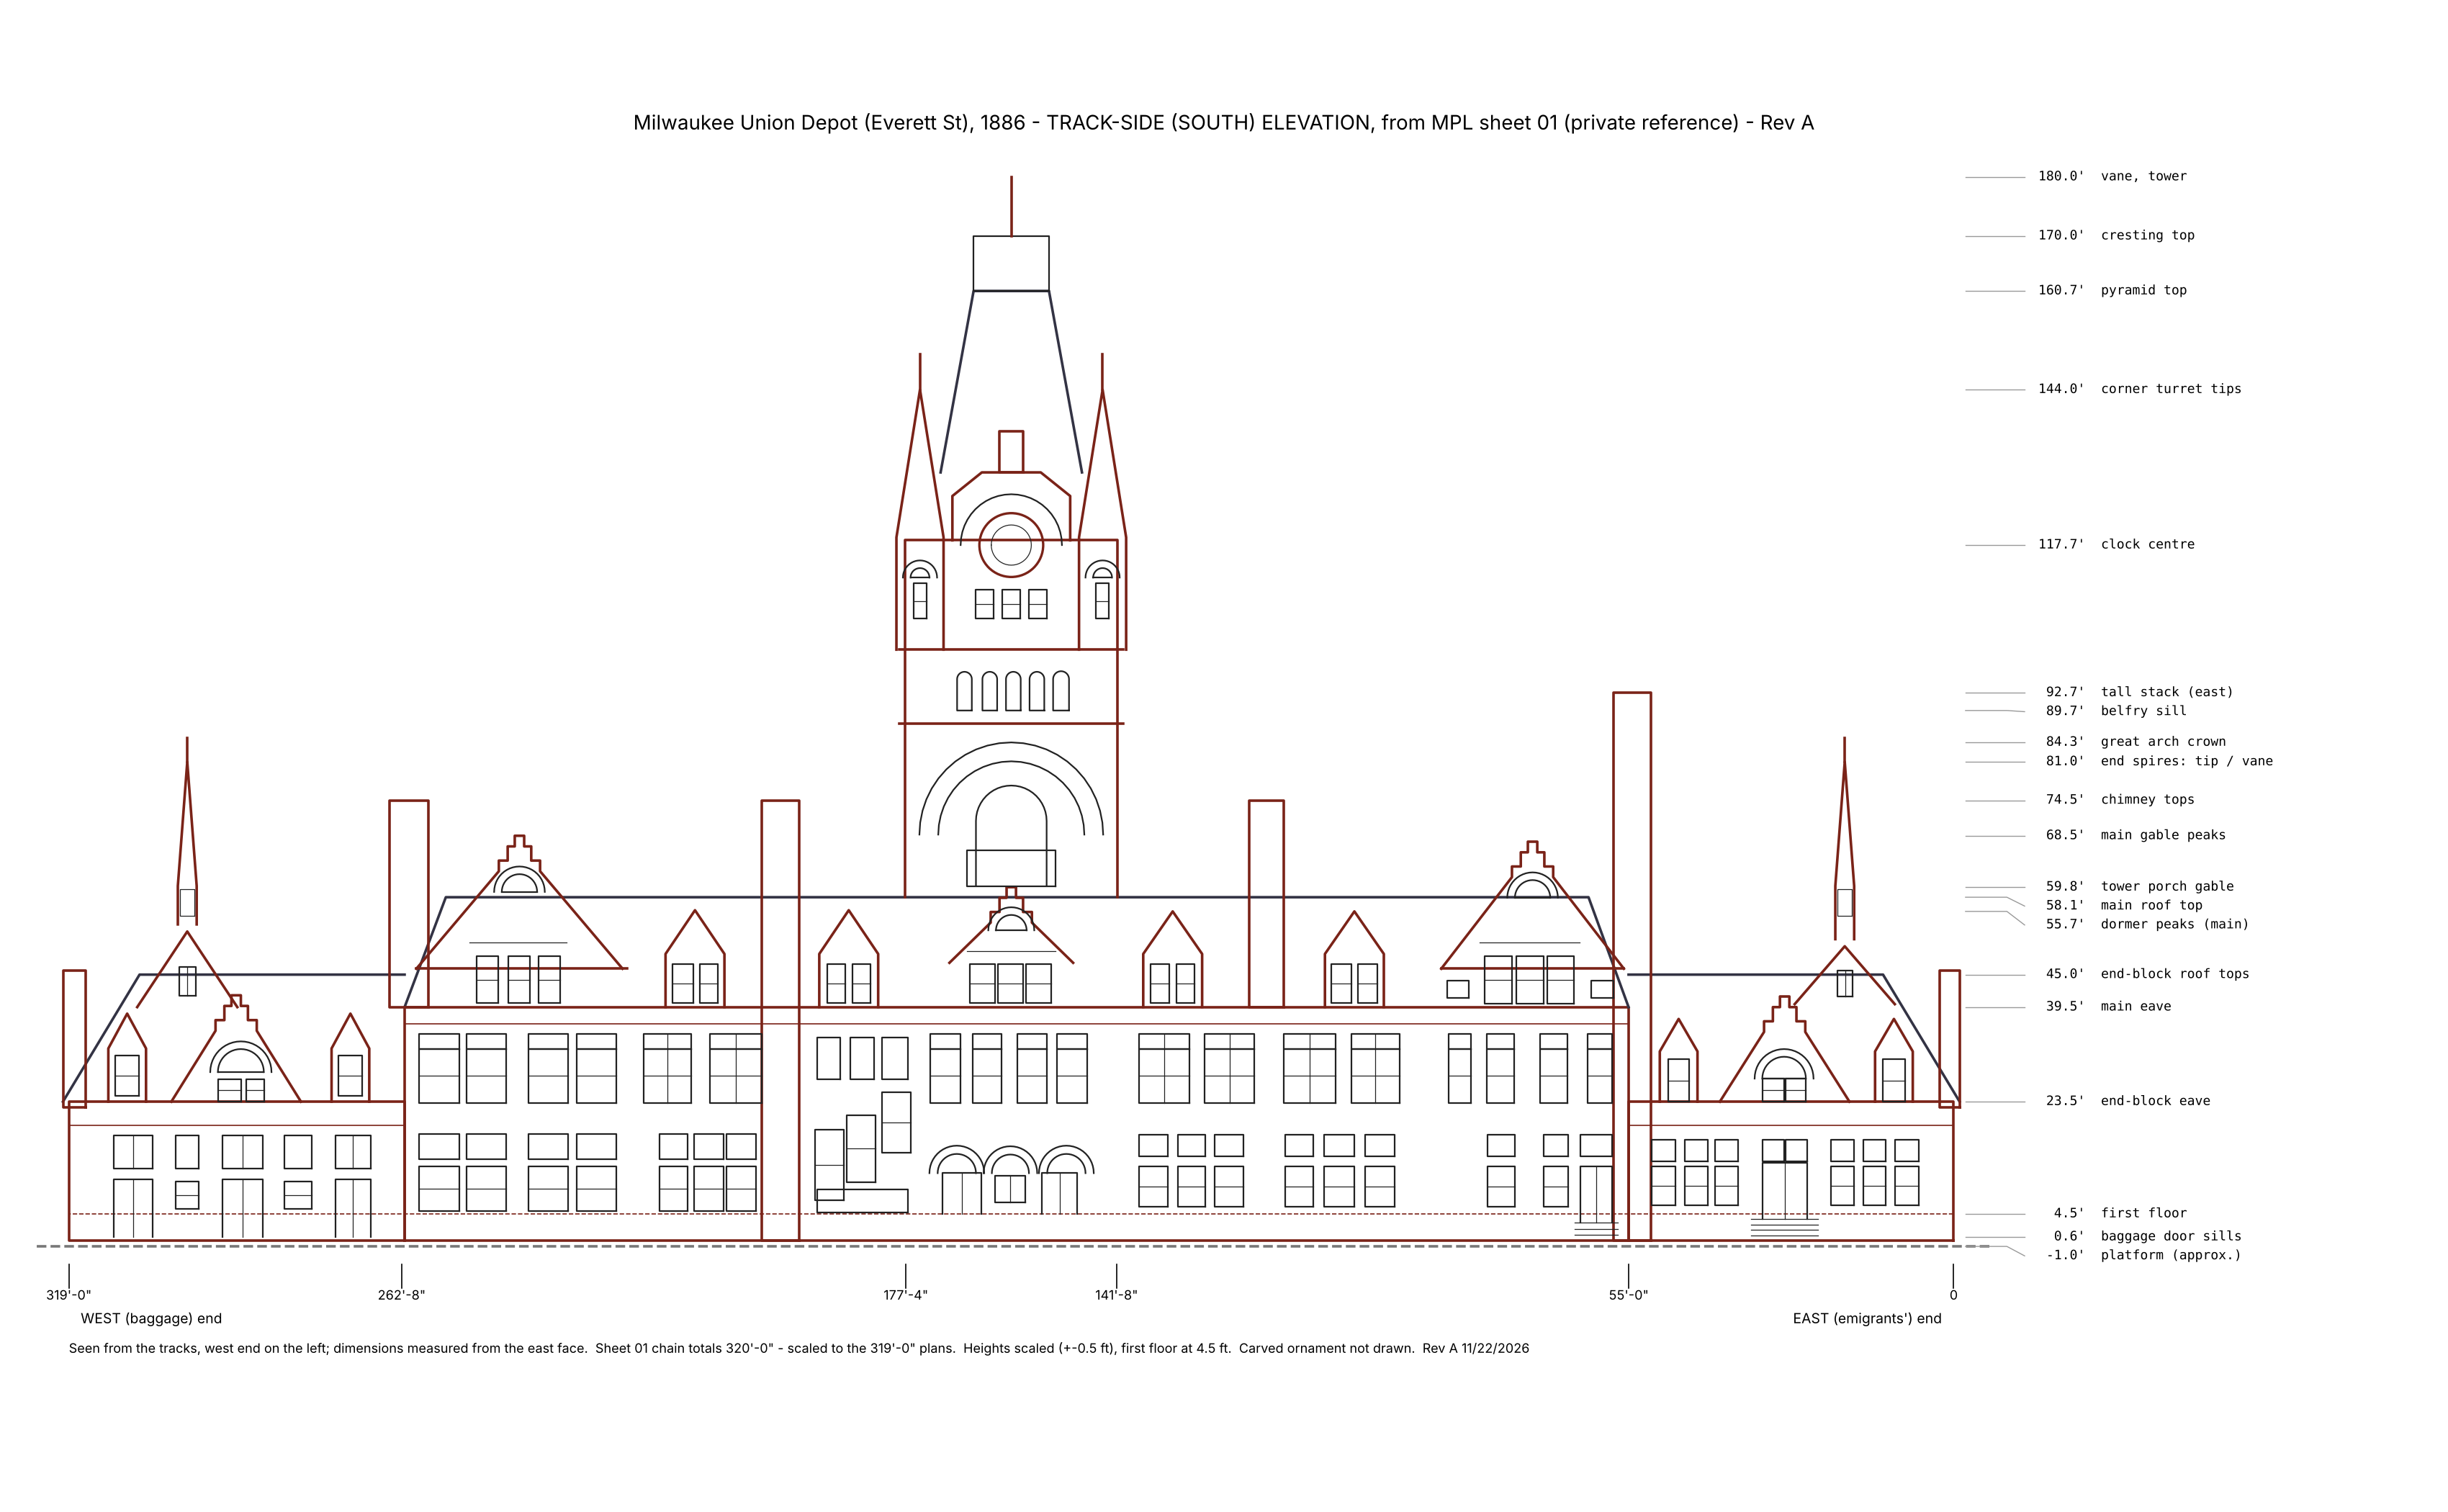 Milwaukee Union Depot (Everett St), 1886 - TRACK-SIDE (SOUTH) ELEVATION, from MPL sheet 01 (private reference) - Rev A
180.0' vane, tower
170.0' cresting top
160.7' pyramid top
144.0' corner turret tips
117.7' clock centre
92.7' tall stack (east)
89.7' belfry sill
84.3' great arch crown
81.0' end spires: tip / vane
74.5' chimney tops
68.5' main gable peaks
59.8' tower porch gable
58.1' main roof top
55.7' dormer peaks (main)
45.0' end-block roof tops
39.5' main eave
23.5' end-block eave
4.5' first floor
0.6' baggage door sills
-1.0' platform (approx.)
319'-0" 262'-8" 177'-4" 141'-8" 55'-0" 0
WEST (baggage) end EAST (emigrants') end
Seen from the tracks, west end on the left; dimensions measured from the east face. Sheet 01 chain totals 320'-0" - scaled to the 319'-0" plans. Heights scaled (+-0.5 ft), first floor at 4.5 ft. Carved ornament not drawn. Rev A 11/22/2026